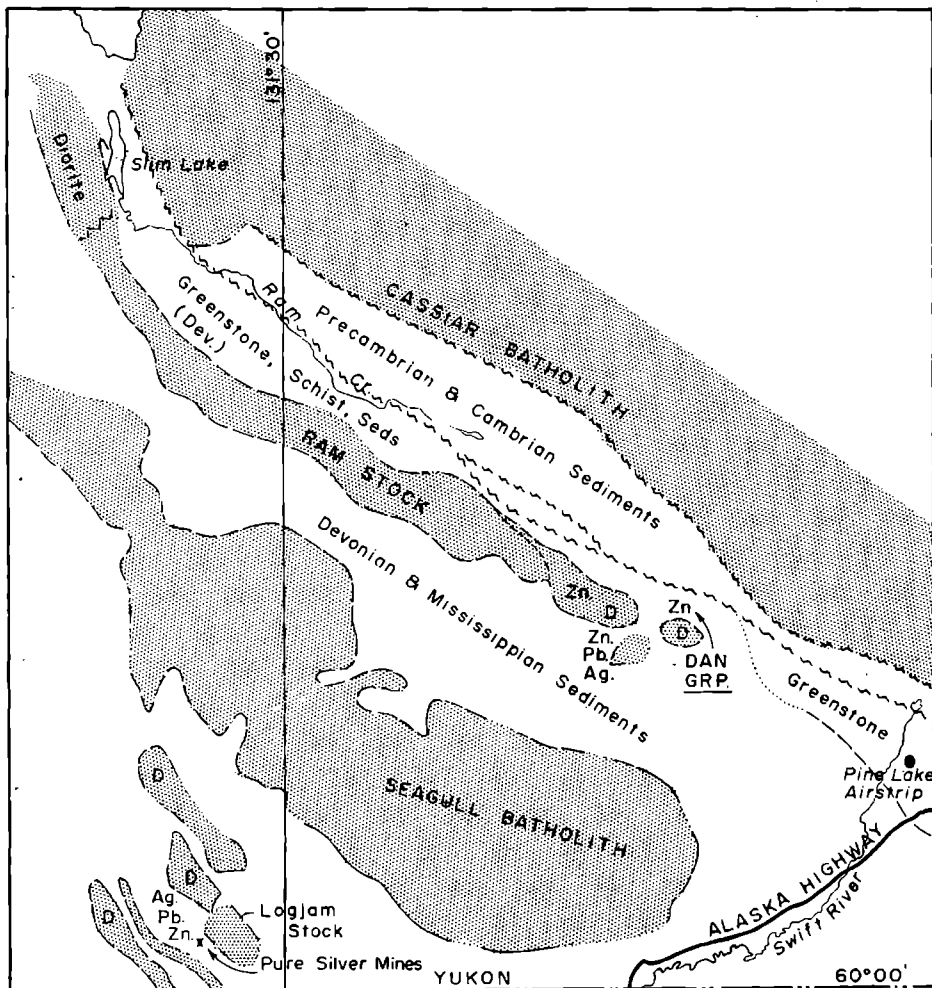 131° 30'
Diorite
Slim Lake
CASSIAR BATHOLITH
Ram Cr.
Precambrian & Cambrian Sediments
Greenstone, Schist, Seds
(Dev.)
RAM STOCK
Devonian & Mississippian Sediments
Zn.
D
Zn.
Pb.
Ag.
Zn
D
DAN
GRP.
Greenstone
Pine Lake
Airstrip
SEAGULL BATHOLITH
D
D
D
Ag.
Pb.
Zn. x
Logjam
Stock
Pure Silver Mines
ALASKA HIGHWAY
Swift River
YUKON
60°00'